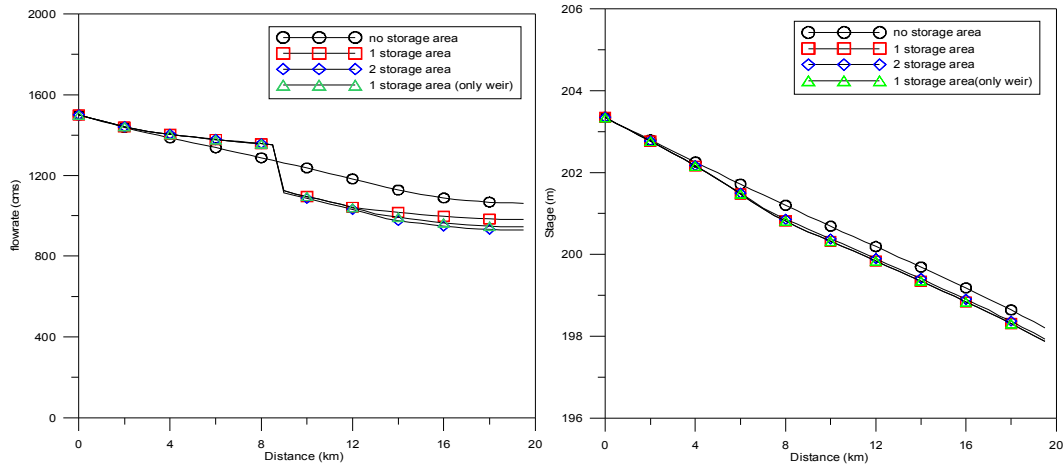 2000
1600
1200
800
400
0
flowrate (cms)
no storage area
1 storage area
2 storage area
1 storage area (only weir)
0 4 8 12 16 20
Distance (km)
206
204
202
200
198
196
Stage (m)
no storage area
1 storage area
2 storage area
1 storage area(only weir)
0 4 8 12 16 20
Distance (km)